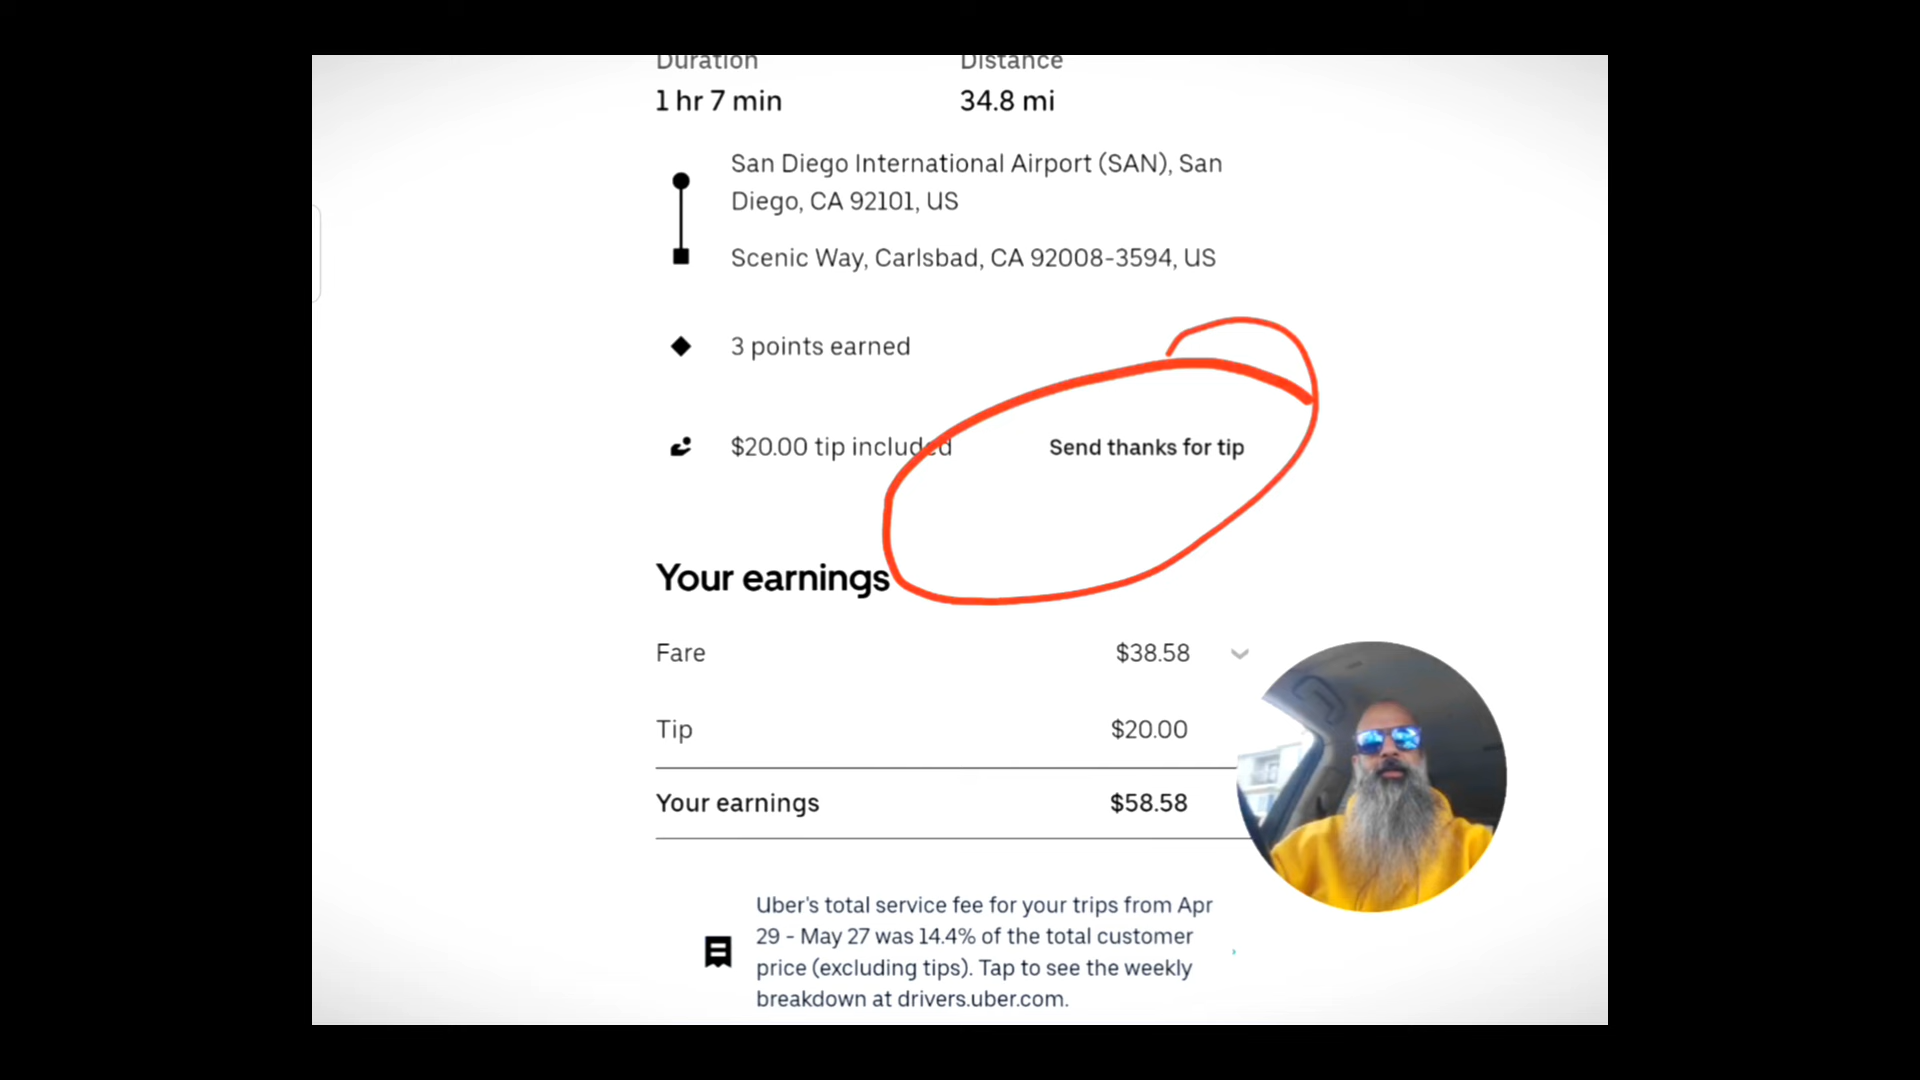 Duration
Distance
1 hr 7 min
34.8 mi
San Diego International Airport (SAN), San
Diego, CA 92101, US
Scenic Way, Carlsbad, CA 92008-3594, US
3 points earned
$20.00 tip included
Send thanks for tip
Your earnings
Fare
$38.58
Tip
$20.00
Your earnings
$58.58
Uber's total service fee for your trips from Apr
29 - May 27 was 14.4% of the total customer
price (excluding tips). Tap to see the weekly
breakdown at drivers.uber.com.